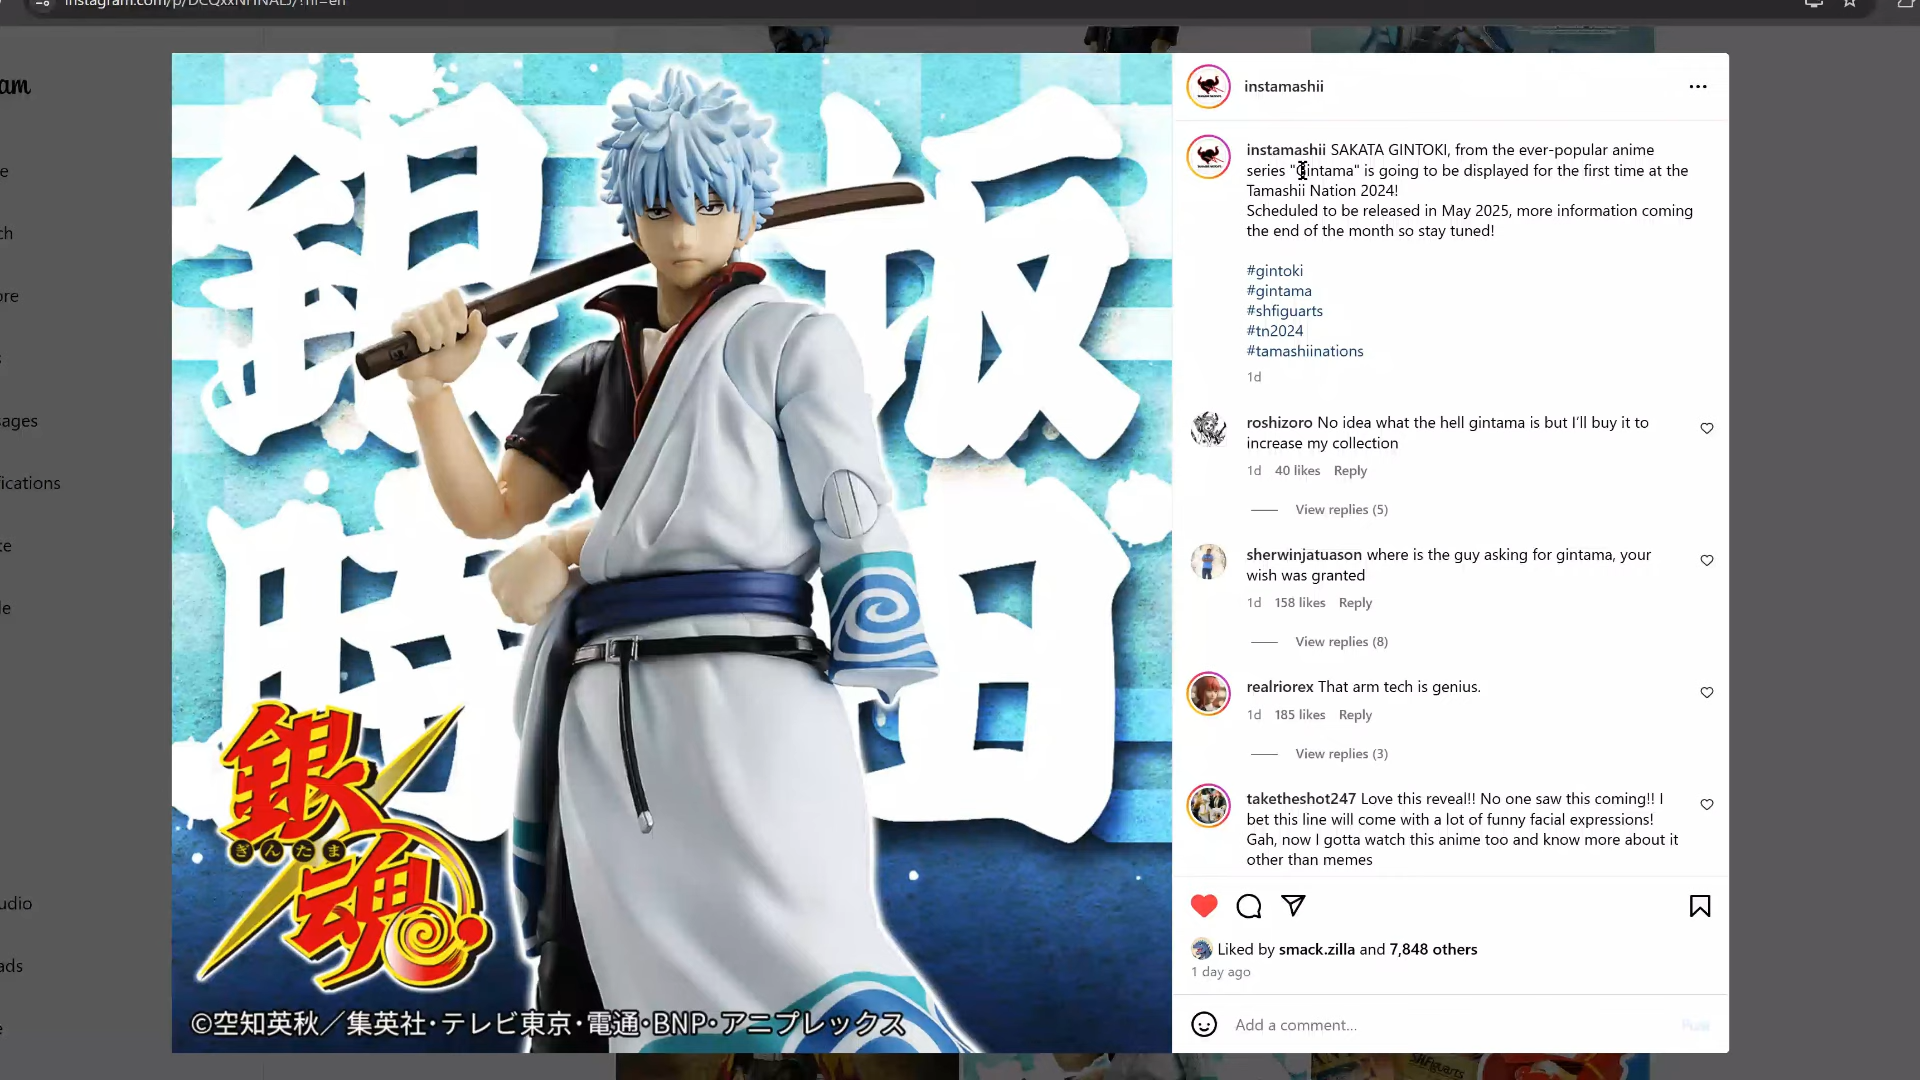 instagram.com/p/
am
e
ch
ore
ages
fications
te
le
udio
ads
坂
田
銀
時
銀
ぎんたま
魂
©空知英秋／集英社・テレビ東京・電通・BNP・アニプレックス
instamashii
instamashii SAKATA GINTOKI, from the ever-popular anime
series "Gintama" is going to be displayed for the first time at the
Tamashii Nation 2024!
Scheduled to be released in May 2025, more information coming
the end of the month so stay tuned!
#gintoki
#gintama
#shfiguarts
#tn2024
#tamashiinations
1d
roshizoro No idea what the hell gintama is but I'll buy it to
increase my collection
1d 40 likes Reply
View replies (5)
sherwinjatuason where is the guy asking for gintama, your
wish was granted
1d 158 likes Reply
View replies (8)
realriorex That arm tech is genius.
1d 185 likes Reply
View replies (3)
taketheshot247 Love this reveal!! No one saw this coming!! I
bet this line will come with a lot of funny facial expressions!
Gah, now I gotta watch this anime too and know more about it
other than memes
Liked by smack.zilla and 7,848 others
1 day ago
Add a comment...
Post
S.H.Figuarts